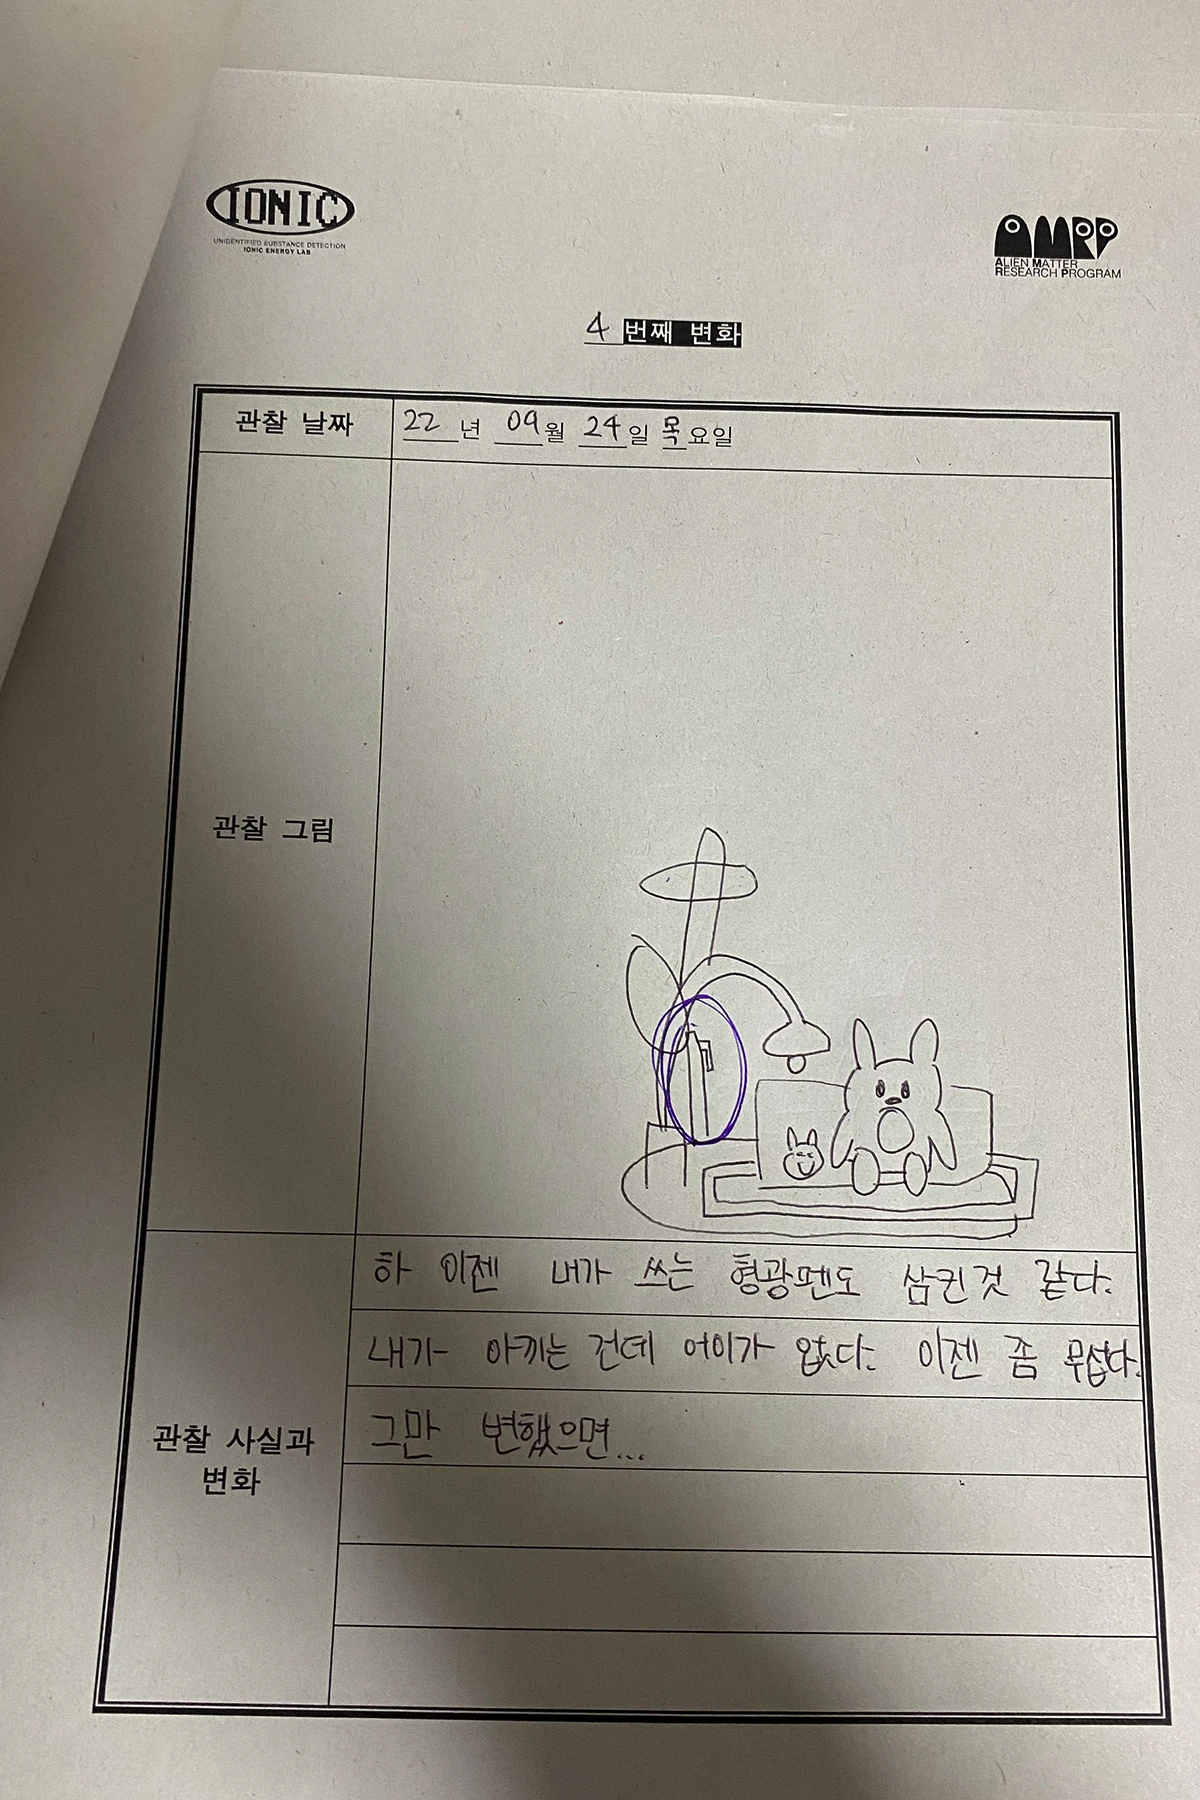 IONIC
UNIDENTIFIED SUBSTANCE DETECTION
IONIC ENERGY LAB
AMRP
ALIEN MATTER
RESEARCH PROGRAM
4 번째 변화
관찰 날짜
22 년 09월 24일 목요일
관찰 그림
하 이젠 내가 쓰는 형광펜도 삼킨것 같다.
내가 아끼는 건데 어이가 없다. 이젠 좀 무섭다.
그만 변했으면...
관찰 사실과
변화